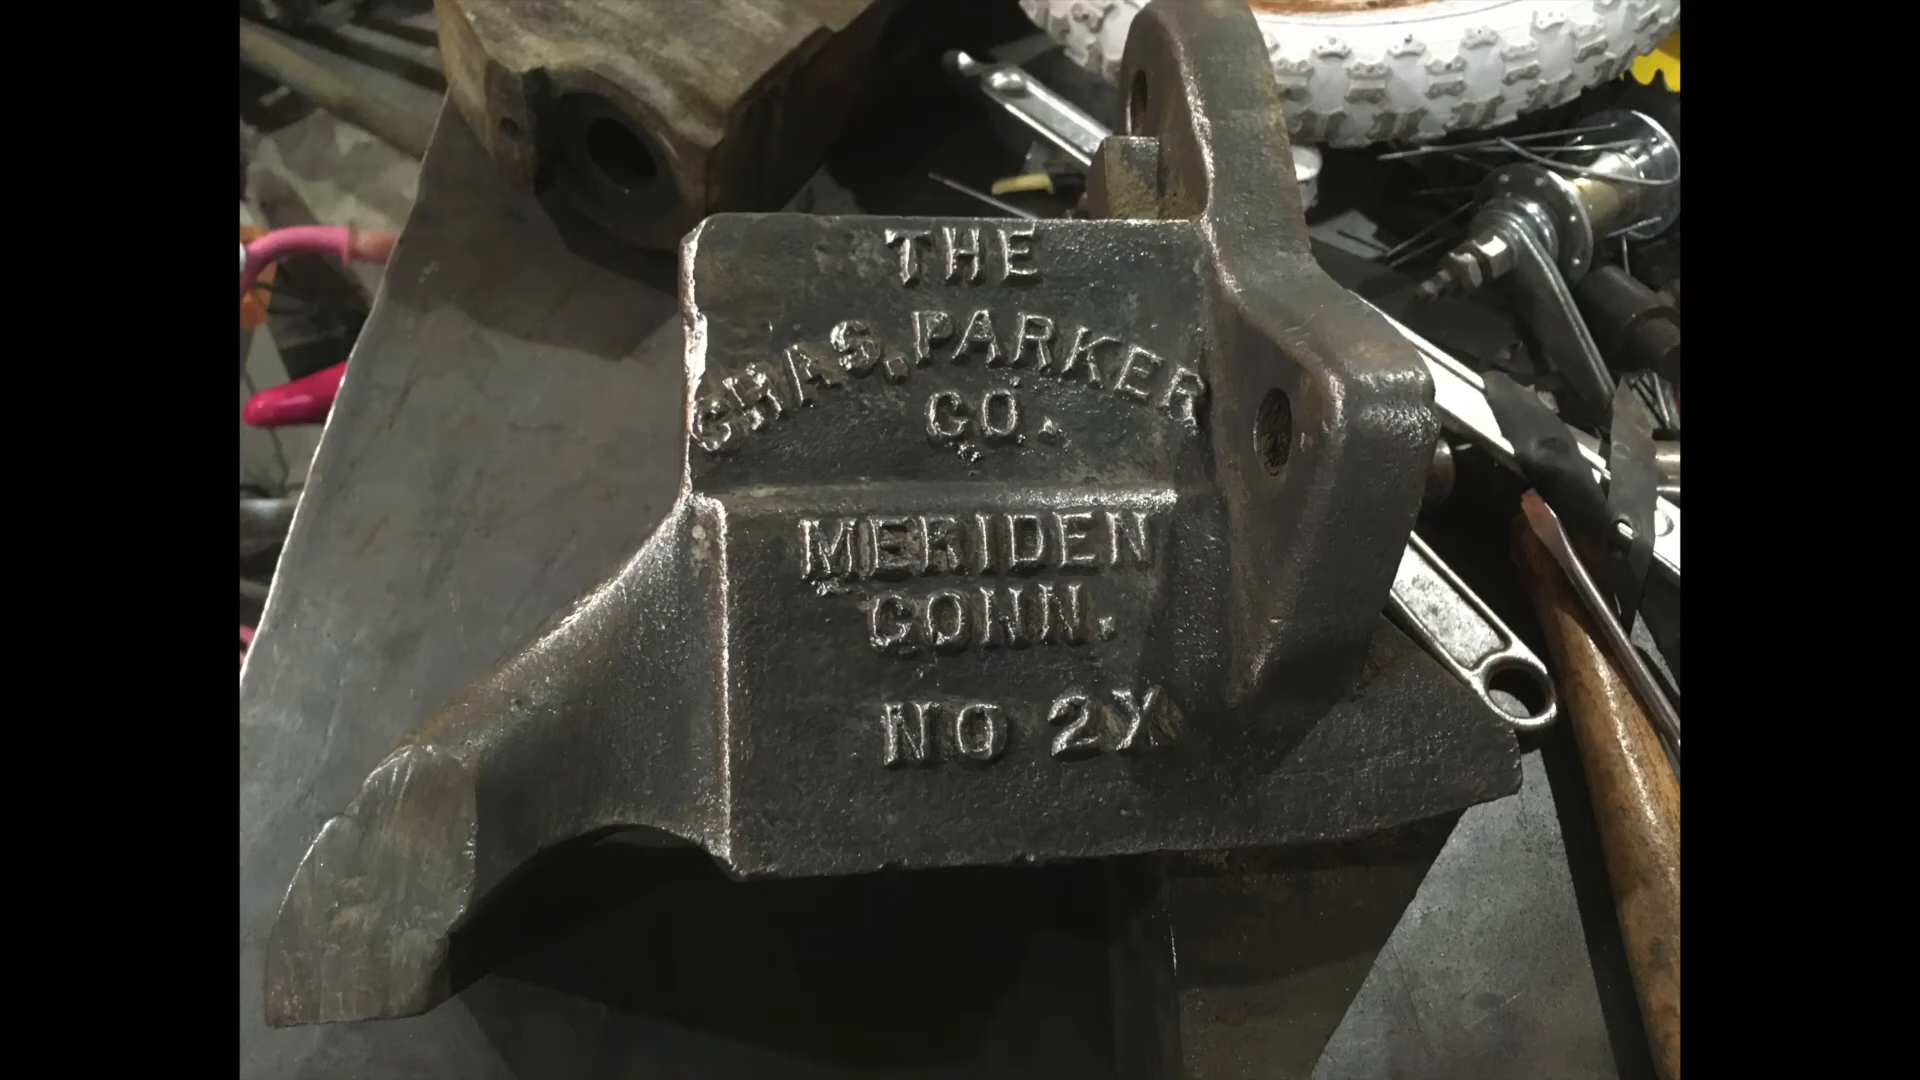 THE
CHAS. PARKER
CO.
MERIDEN
CONN.
NO 2X